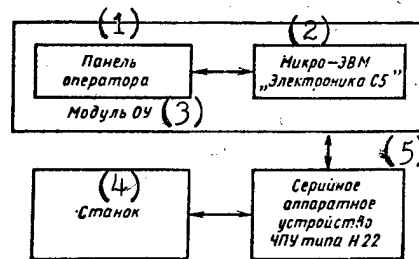 (1)
Панель
оператора
(2)
Микро-ЭВМ
„Электроника С5"
Модуль ОУ (3)
(4)
Станок
(5)
Серийное
аппаратное
устройство
ЧПУ типа Н22